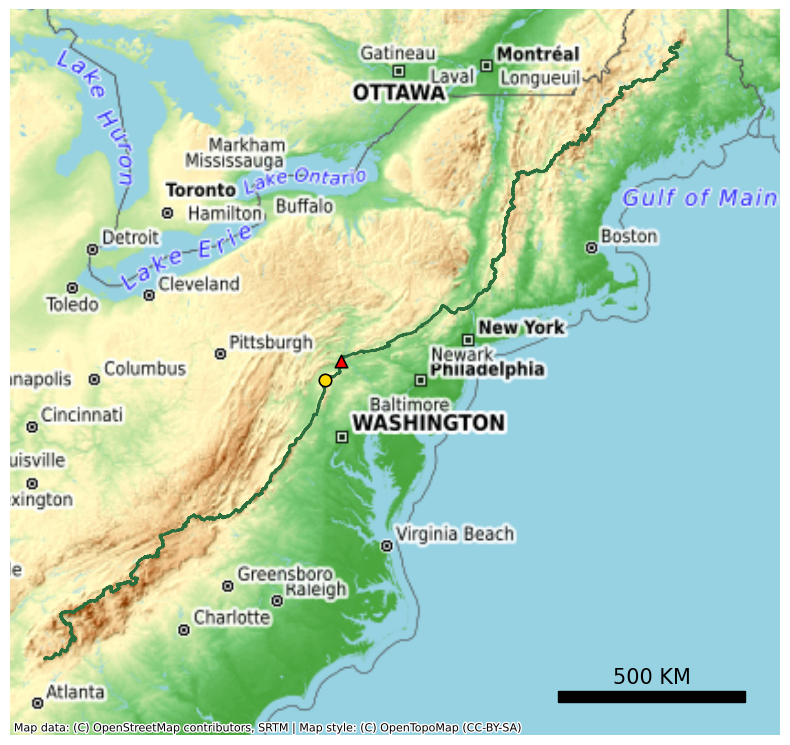 Gatineau
Montréal
Laval
Longueuil
OTTAWA
Lake Huron
Markham
Mississauga
Toronto
Lake Ontario
Hamilton
Buffalo
Gulf of Main
Detroit
Lake Erie
Boston
Cleveland
Toledo
New York
Pittsburgh
Newark
Philadelphia
Columbus
nnapolis
Baltimore
Cincinnati
WASHINGTON
uisville
xington
Virginia Beach
le
Greensboro
Raleigh
Charlotte
500 KM
Atlanta
Map data: (C) OpenStreetMap contributors, SRTM | Map style: (C) OpenTopoMap (CC-BY-SA)